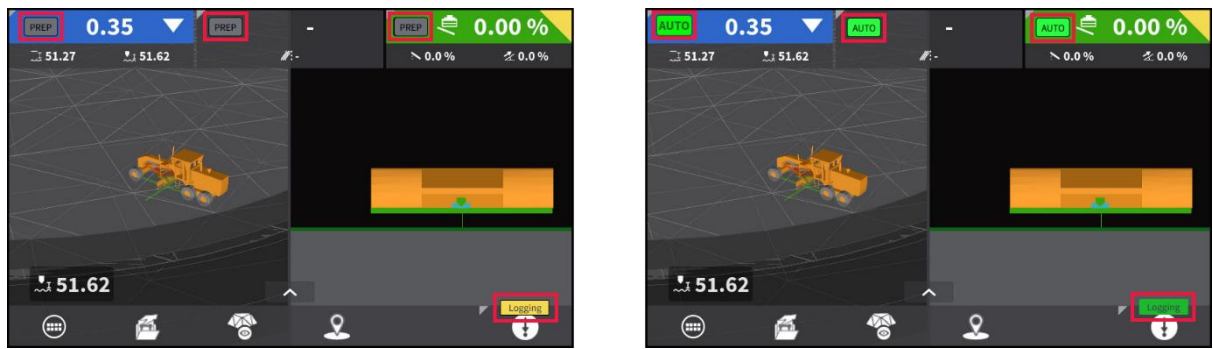 PREP 0.35 PREP - PREP 0.00 %
51.27 51.62 : - 0.0 % 0.0 %
51.62
Logging
AUTO 0.35 AUTO - AUTO 0.00 %
51.27 51.62 : - 0.0 % 0.0 %
51.62
Logging